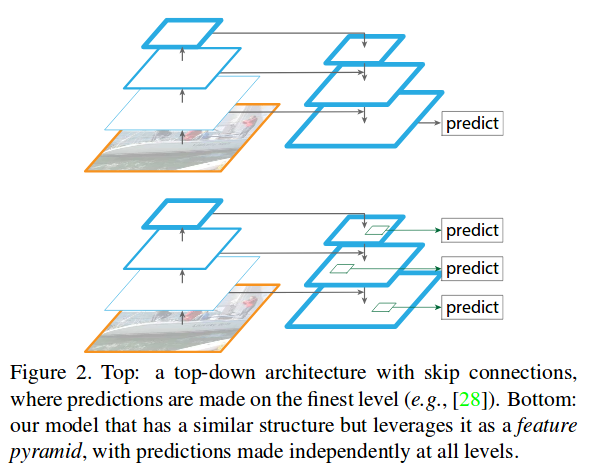 predict
predict
predict
predict
Figure 2. Top: a top-down architecture with skip connections,
where predictions are made on the finest level (e.g., [28]). Bottom:
our model that has a similar structure but leverages it as a feature
pyramid, with predictions made independently at all levels.